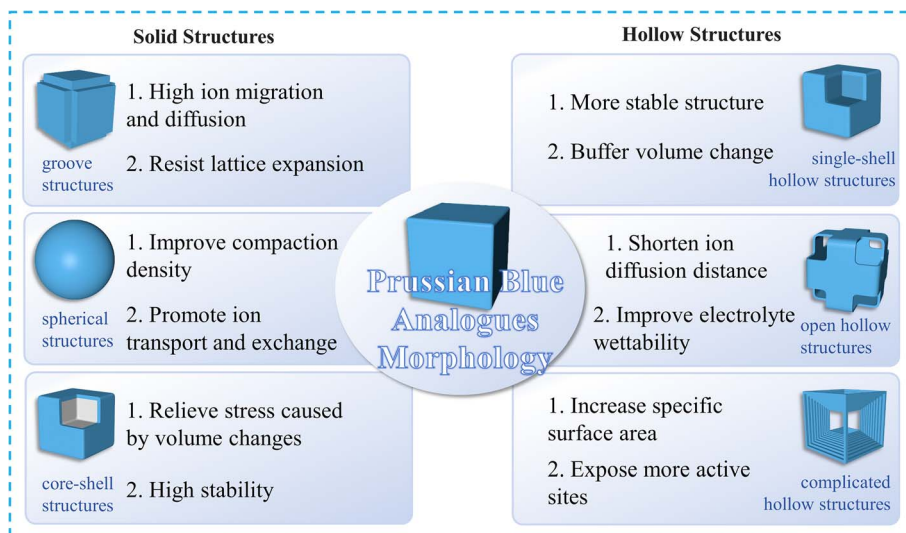 Solid Structures
1. High ion migration
and diffusion
2. Resist lattice expansion
groove
structures
1. Improve compaction
density
2. Promote ion
transport and exchange
spherical
structures
1. Relieve stress caused
by volume changes
2. High stability
core-shell
structures
Prussian Blue
Analogues
Morphology
Hollow Structures
1. More stable structure
2. Buffer volume change
single-shell
hollow structures
1. Shorten ion
diffusion distance
2. Improve electrolyte
wettability
open hollow
structures
1. Increase specific
surface area
2. Expose more active
sites
complicated
hollow structures